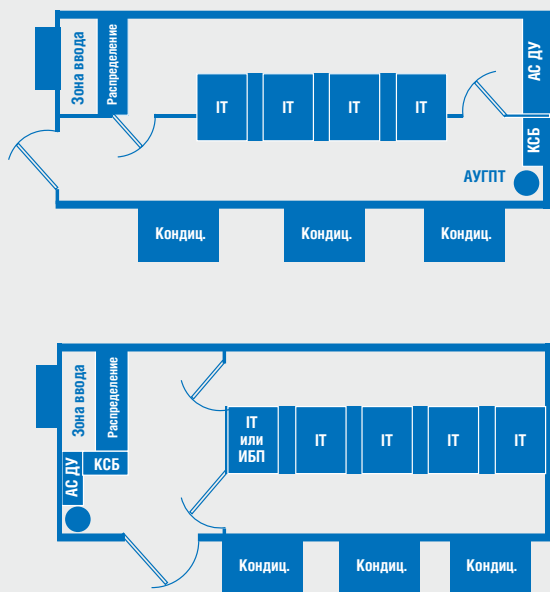 Зона ввода
Распределение
IT
IT
IT
IT
АС ДУ
КСБ
АУГПТ
Кондиц.
Кондиц.
Кондиц.
Зона ввода
Распределение
АС ДУ
КСБ
IT
или
ИБП
IT
IT
IT
IT
Кондиц.
Кондиц.
Кондиц.